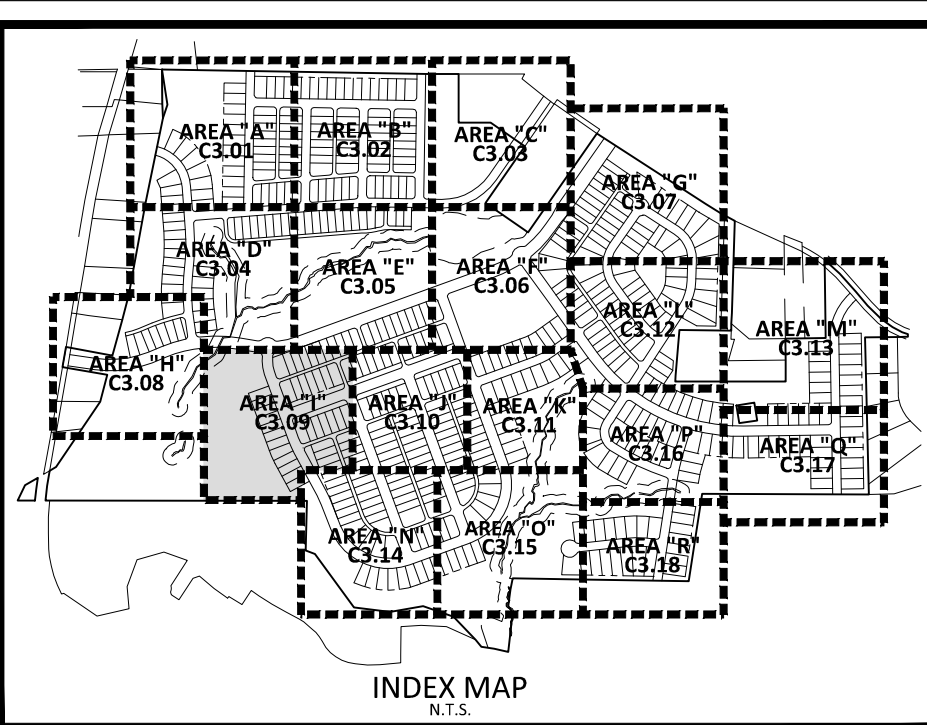 AREA "A"
C3.01
AREA "B"
C3.02
AREA "C"
C3.03
AREA "G"
C3.07
AREA "D"
C3.04
AREA "E"
C3.05
AREA "F"
C3.06
AREA "L"
C3.12
AREA "M"
C3.13
AREA "H"
C3.08
AREA "I"
C3.09
AREA "J"
C3.10
AREA "K"
C3.11
AREA "P"
C3.16
AREA "Q"
C3.17
AREA "N"
C3.14
AREA "O"
C3.15
AREA "R"
C3.18
INDEX MAP
N.T.S.